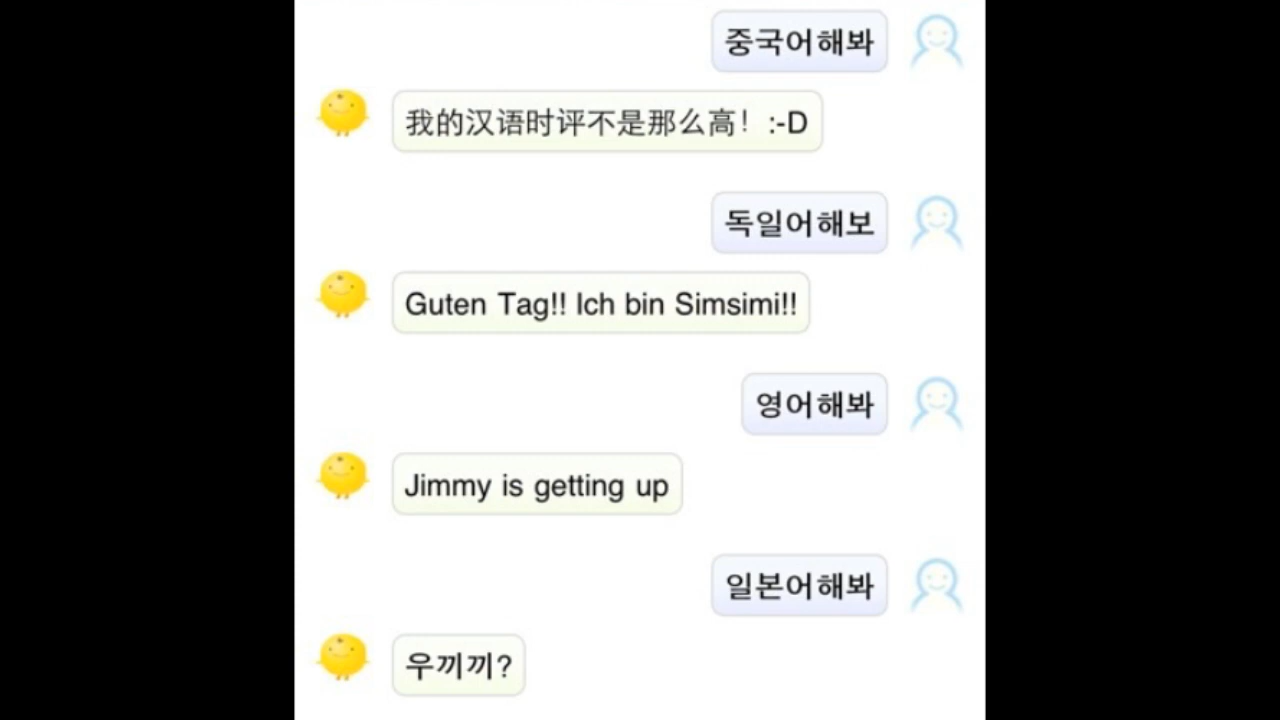 중국어해봐
我的汉语时评不是那么高！:-D
독일어해보
Guten Tag!! Ich bin Simsimi!!
영어해봐
Jimmy is getting up
일본어해봐
우끼끼?